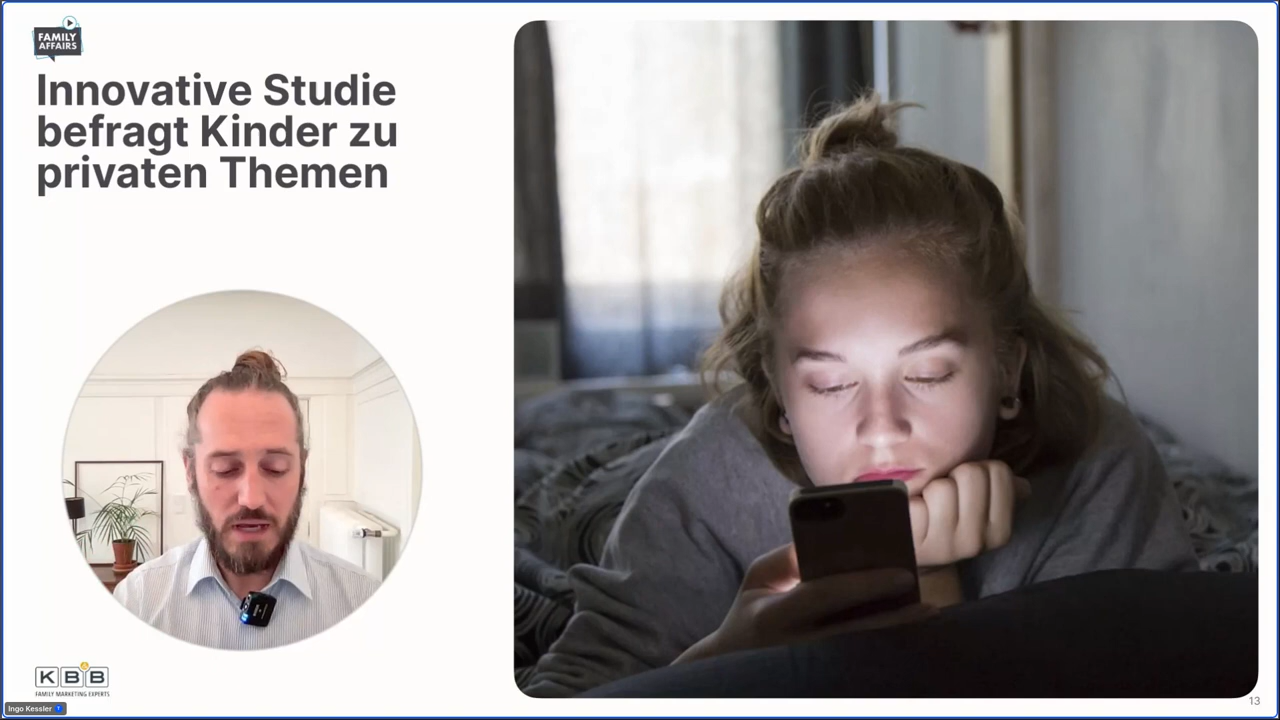 FAMILY
AFFAIRS
Innovative Studie
befragt Kinder zu
privaten Themen
KBB
FAMILY MARKETING EXPERTS
Ingo Kessler
13